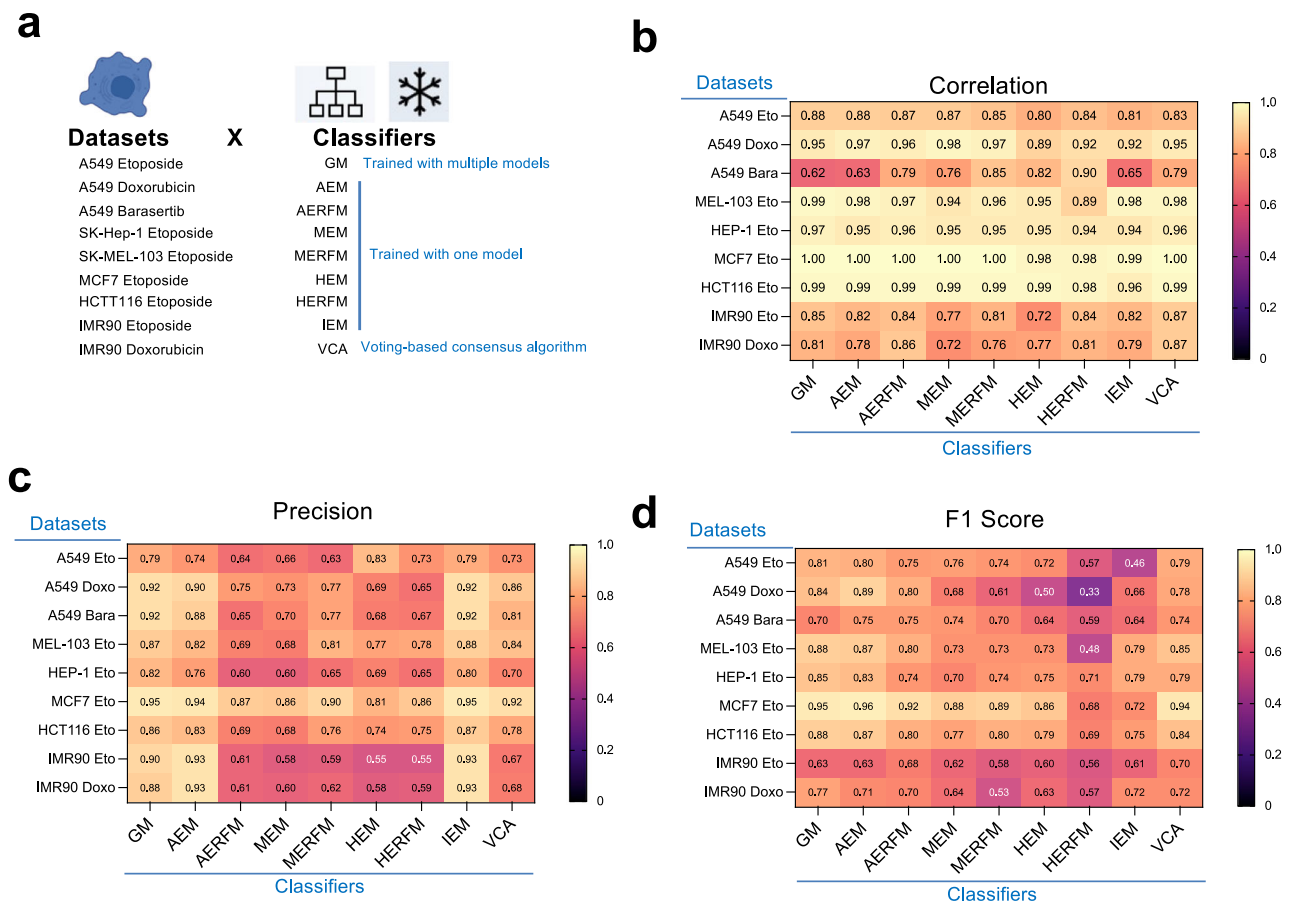 a
Datasets X Classifiers
A549 Etoposide
A549 Doxorubicin
A549 Barasertib
SK-Hep-1 Etoposide
SK-MEL-103 Etoposide
MCF7 Etoposide
HCTT116 Etoposide
IMR90 Etoposide
IMR90 Doxorubicin
GM Trained with multiple models
AEM
AERFM
MEM
MERFM Trained with one model
HEM
HERFM
IEM
VCA Voting-based consensus algorithm
b
Datasets Correlation
A549 Eto 0.88 0.88 0.87 0.87 0.85 0.80 0.84 0.81 0.83
A549 Doxo 0.95 0.97 0.96 0.98 0.97 0.89 0.92 0.92 0.95
A549 Bara 0.62 0.63 0.79 0.76 0.85 0.82 0.90 0.65 0.79
MEL-103 Eto 0.99 0.98 0.97 0.94 0.96 0.95 0.89 0.98 0.98
HEP-1 Eto 0.97 0.95 0.96 0.95 0.95 0.95 0.94 0.94 0.96
MCF7 Eto 1.00 1.00 1.00 1.00 1.00 0.98 0.98 0.99 1.00
HCT116 Eto 0.99 0.99 0.99 0.99 0.99 0.99 0.98 0.96 0.99
IMR90 Eto 0.85 0.82 0.84 0.77 0.81 0.72 0.84 0.82 0.87
IMR90 Doxo 0.81 0.78 0.86 0.72 0.76 0.77 0.81 0.79 0.87
GM AEM AERFM MEM MERFM HEM HERFM IEM VCA
Classifiers
1.0
0.8
0.6
0.4
0.2
0
c
Datasets Precision
A549 Eto 0.79 0.74 0.64 0.66 0.63 0.83 0.73 0.79 0.73
A549 Doxo 0.92 0.90 0.75 0.73 0.77 0.69 0.65 0.92 0.86
A549 Bara 0.92 0.88 0.65 0.70 0.77 0.68 0.67 0.92 0.81
MEL-103 Eto 0.87 0.82 0.69 0.68 0.81 0.77 0.78 0.88 0.84
HEP-1 Eto 0.82 0.76 0.60 0.60 0.65 0.69 0.65 0.80 0.70
MCF7 Eto 0.95 0.94 0.87 0.86 0.90 0.81 0.86 0.95 0.92
HCT116 Eto 0.86 0.83 0.69 0.68 0.76 0.74 0.75 0.87 0.78
IMR90 Eto 0.90 0.93 0.61 0.58 0.59 0.55 0.55 0.93 0.67
IMR90 Doxo 0.88 0.93 0.61 0.60 0.62 0.58 0.59 0.93 0.68
GM AEM AERFM MEM MERFM HEM HERFM IEM VCA
Classifiers
1.0
0.8
0.6
0.4
0.2
0
d
Datasets F1 Score
A549 Eto 0.81 0.80 0.75 0.76 0.74 0.72 0.57 0.46 0.79
A549 Doxo 0.84 0.89 0.80 0.68 0.61 0.50 0.33 0.66 0.78
A549 Bara 0.70 0.75 0.75 0.74 0.70 0.64 0.59 0.64 0.74
MEL-103 Eto 0.88 0.87 0.80 0.73 0.73 0.73 0.48 0.79 0.85
HEP-1 Eto 0.85 0.83 0.74 0.70 0.74 0.75 0.71 0.79 0.79
MCF7 Eto 0.95 0.96 0.92 0.88 0.89 0.86 0.68 0.72 0.94
HCT116 Eto 0.88 0.87 0.80 0.77 0.80 0.79 0.69 0.75 0.84
IMR90 Eto 0.63 0.63 0.68 0.62 0.58 0.60 0.56 0.61 0.70
IMR90 Doxo 0.77 0.71 0.70 0.64 0.53 0.63 0.57 0.72 0.72
GM AEM AERFM MEM MERFM HEM HERFM IEM VCA
Classifiers
1.0
0.8
0.6
0.4
0.2
0